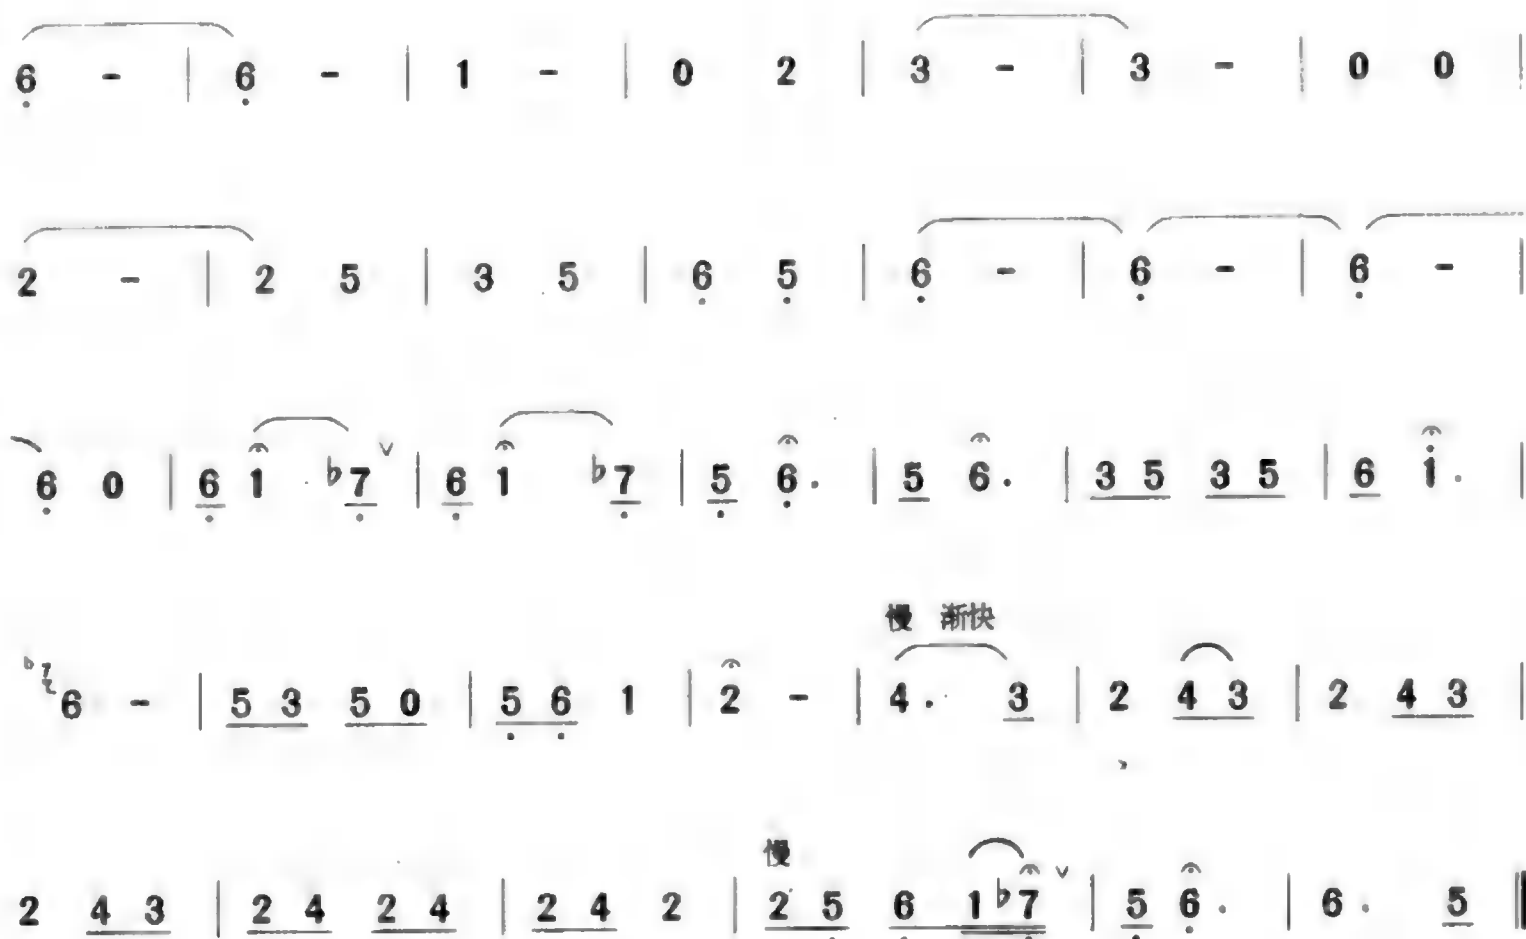 6 - | 6 - | 1 - | 0 2 | 3 - | 3 - | 0 0 |
2 - | 2 5 | 3 5 | 6 5 | 6 - | 6 - | 6 - |
6 0 | 6 1 ♭7 ∨ | 6 1 ♭7 | 5 6. | 5 6. | 3 5 3 5 | 6 1. |
慢 渐快
♭7 6 - | 5 3 5 0 | 5 6 1 | 2 - | 4. 3 | 2 4 3 | 2 4 3 |
慢
2 4 3 | 2 4 2 4 | 2 4 2 | 2 5 6 1 ♭7 ∨ | 5 6. | 6. 5 ‖